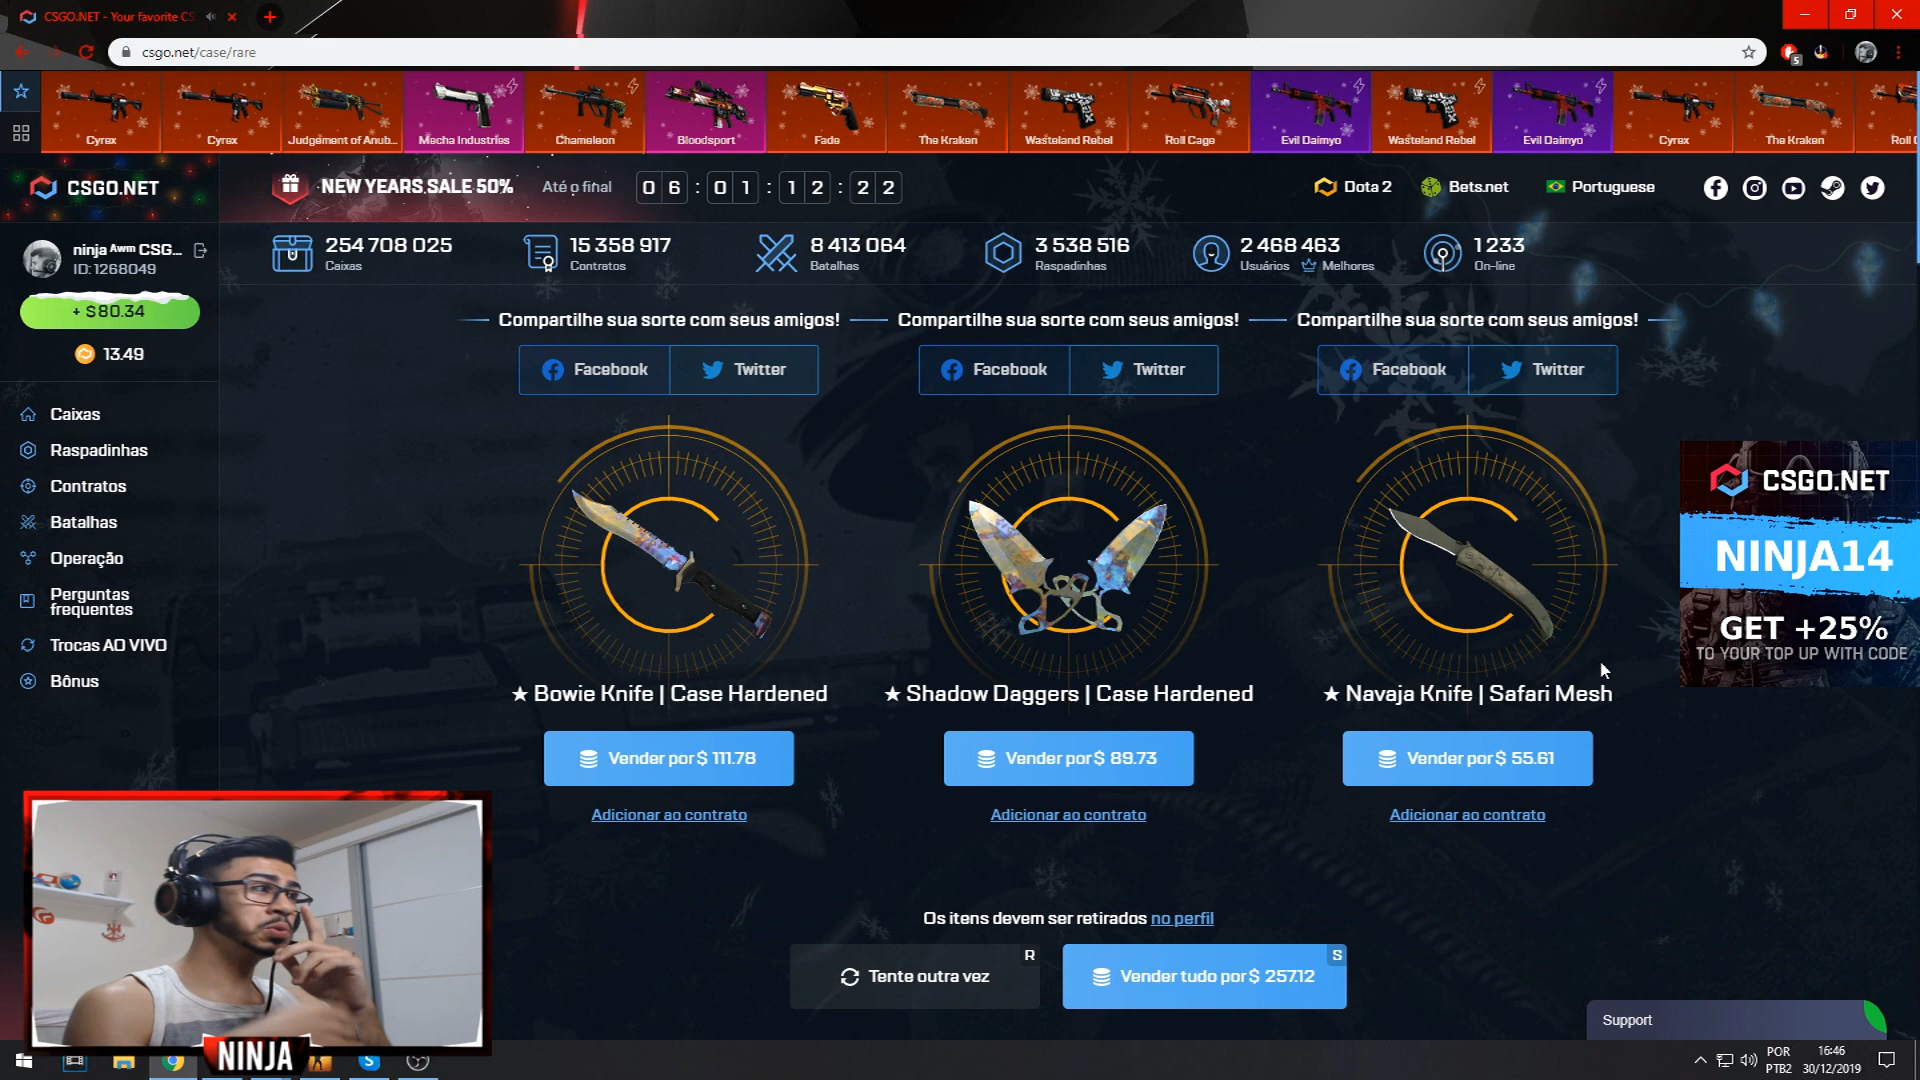 CSGO.NET - Your favorite CS
csgo.net/case/rare
5
Cyrex
Cyrex
Judgement of Anub...
Mecha Industries
Chameleon
Bloodsport
Fade
The Kraken
Wasteland Rebel
Roll Cage
Evil Daimyo
Wasteland Rebel
Evil Daimyo
Cyrex
The Kraken
Roll C
CSGO.NET
NEW YEARS SALE 50%
Até o final
06:01:12:22
Dota 2
Bets.net
Portuguese
ninja Awm CSG...
ID:1268049
+ $80.34
13.49
254 708 025
Caixas
15 358 917
Contratos
8 413 064
Batalhas
3 538 516
Raspadinhas
2 468 463
Usuários Melhores
1 233
On-line
Caixas
Raspadinhas
Contratos
Batalhas
Operação
Perguntas
frequentes
Trocas AO VIVO
Bônus
Compartilhe sua sorte com seus amigos!
Compartilhe sua sorte com seus amigos!
Compartilhe sua sorte com seus amigos!
Facebook
Twitter
Facebook
Twitter
Facebook
Twitter
★ Bowie Knife | Case Hardened
★ Shadow Daggers | Case Hardened
★ Navaja Knife | Safari Mesh
Vender por $ 111.78
Vender por $ 89.73
Vender por $ 55.61
Adicionar ao contrato
Adicionar ao contrato
Adicionar ao contrato
CSGO.NET
NINJA14
GET +25%
TO YOUR TOP UP WITH CODE
Os itens devem ser retirados no perfil
Tente outra vez
R
Vender tudo por $ 257.12
S
Support
NINJA
POR
PTB2
16:46
30/12/2019